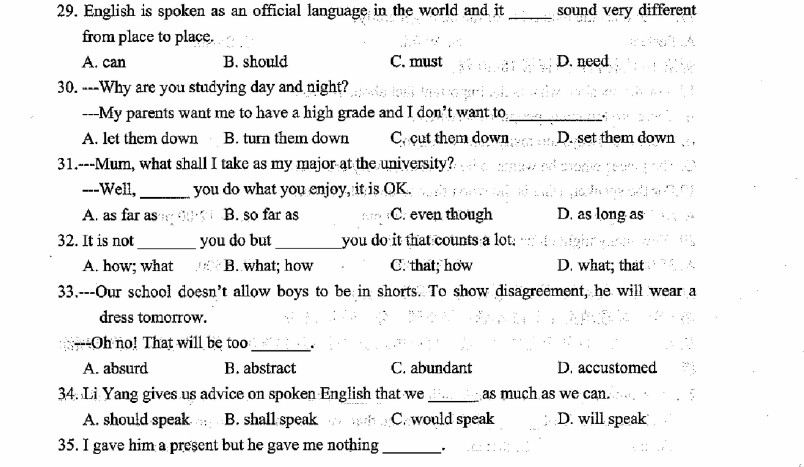 29. English is spoken as an official language in the world and it _____ sound very different
from place to place.
A. can B. should C. must D. need
30. ---Why are you studying day and night?
---My parents want me to have a high grade and I don't want to___________.
A. let them down B. turn them down C. cut them down D. set them down
31.---Mum, what shall I take as my major at the university?
---Well, ______ you do what you enjoy, it is OK.
A. as far as B. so far as C. even though D. as long as
32. It is not _______ you do but ________you do it that counts a lot.
A. how; what B. what; how C. that; how D. what; that
33.---Our school doesn't allow boys to be in shorts. To show disagreement, he will wear a
dress tomorrow.
---Oh no! That will be too _______.
A. absurd B. abstract C. abundant D. accustomed
34. Li Yang gives us advice on spoken English that we ______ as much as we can.
A. should speak B. shall speak C. would speak D. will speak
35. I gave him a present but he gave me nothing _______.